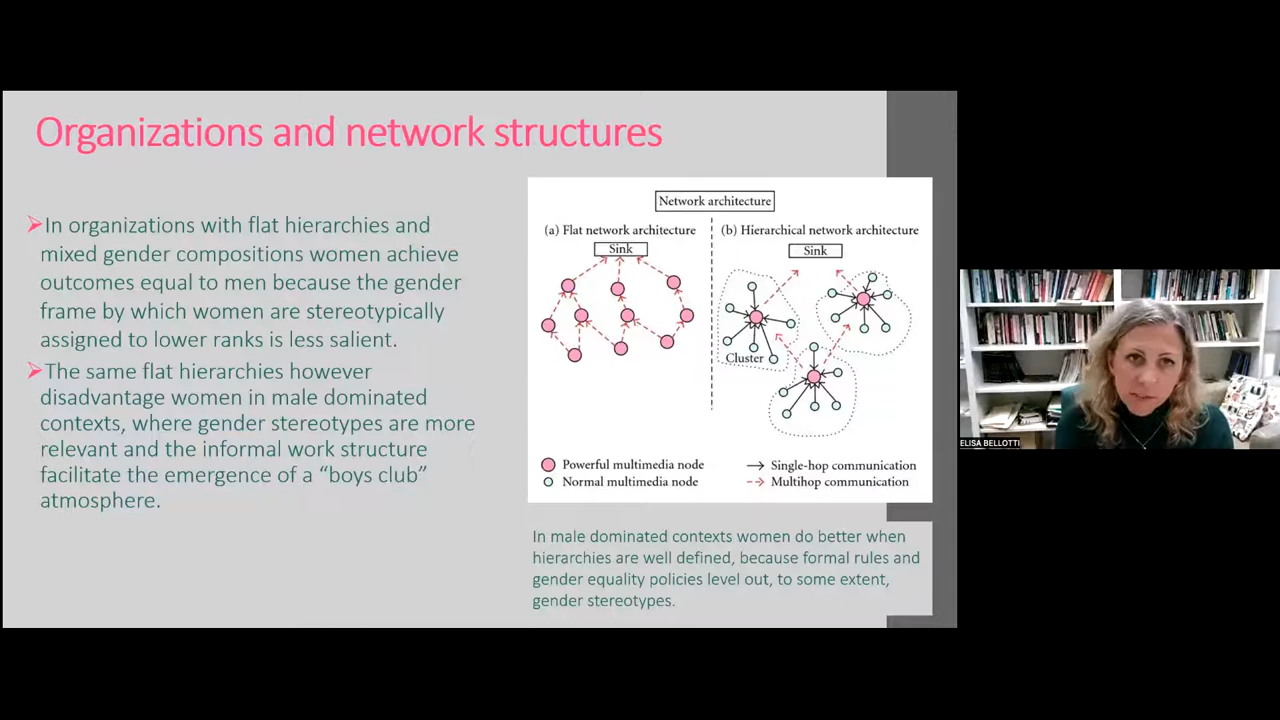 Organizations and network structures
➢In organizations with flat hierarchies and
mixed gender compositions women achieve
outcomes equal to men because the gender
frame by which women are stereotypically
assigned to lower ranks is less salient.
➢The same flat hierarchies however
disadvantage women in male dominated
contexts, where gender stereotypes are more
relevant and the informal work structure
facilitate the emergence of a “boys club”
atmosphere.
Network architecture
(a) Flat network architecture
(b) Hierarchical network architecture
Sink
Sink
Cluster
Powerful multimedia node
Normal multimedia node
Single-hop communication
Multihop communication
In male dominated contexts women do better when
hierarchies are well defined, because formal rules and
gender equality policies level out, to some extent,
gender stereotypes.
ELISA BELLOTTI